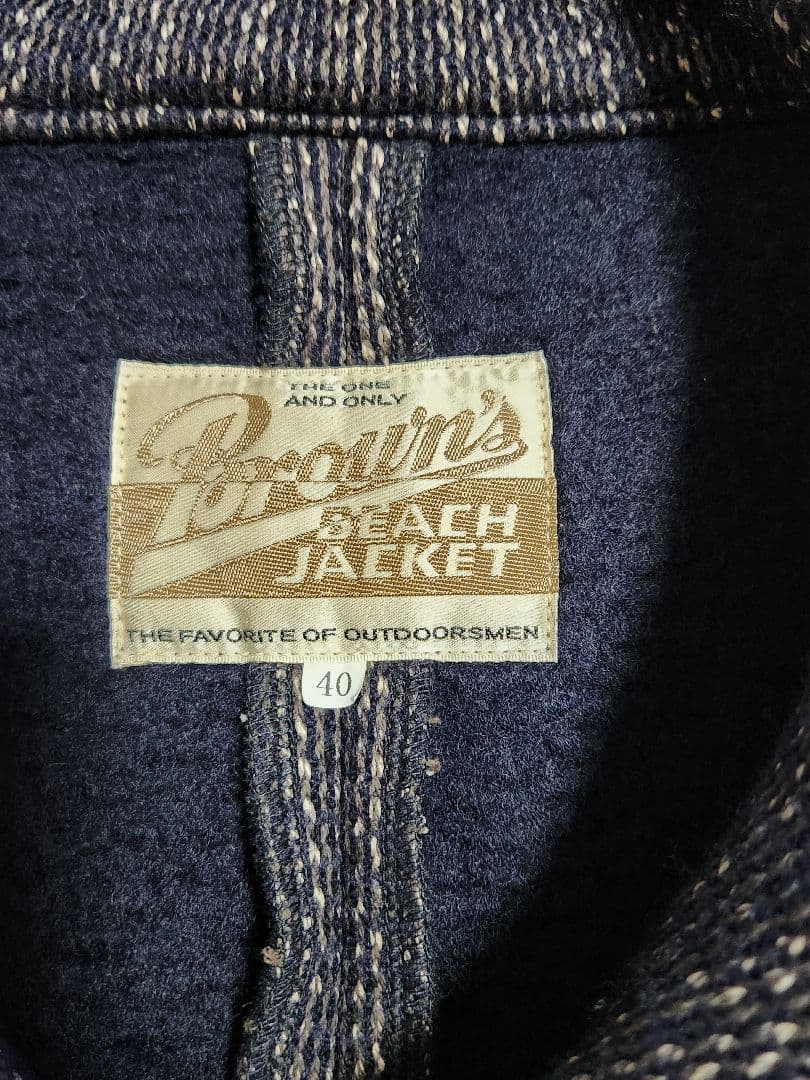 THE ONE
AND ONLY
Brown's
BEACH
JACKET
THE FAVORITE OF OUTDOORSMEN
40